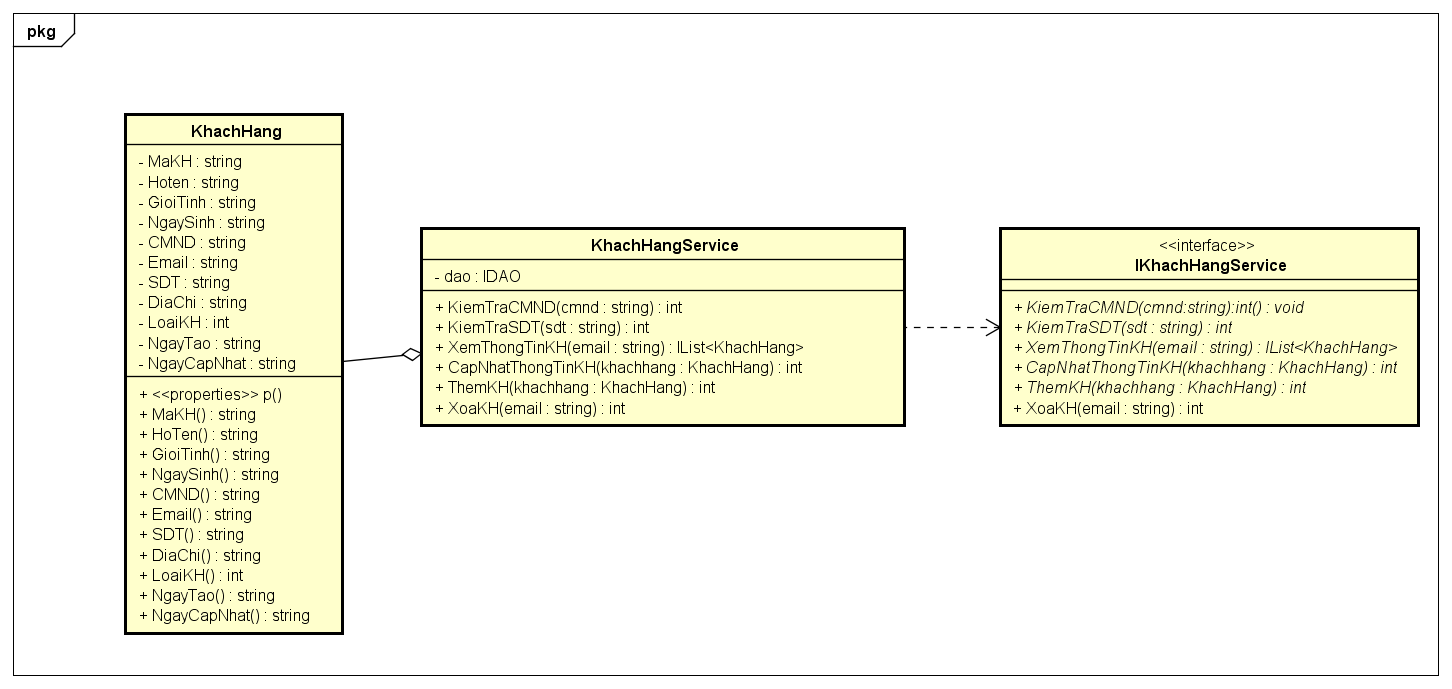 pkg
KhachHang
- MaKH : string
- Hoten : string
- GioiTinh : string
- NgaySinh : string
- CMND : string
- Email : string
- SDT : string
- DiaChi : string
- LoaiKH : int
- NgayTao : string
- NgayCapNhat : string
+ <<properties>> p()
+ MaKH() : string
+ HoTen() : string
+ GioiTinh() : string
+ NgaySinh() : string
+ CMND() : string
+ Email() : string
+ SDT() : string
+ DiaChi() : string
+ LoaiKH() : int
+ NgayTao() : string
+ NgayCapNhat() : string
KhachHangService
- dao : IDAO
+ KiemTraCMND(cmnd : string) : int
+ KiemTraSDT(sdt : string) : int
+ XemThongTinKH(email : string) : IList<KhachHang>
+ CapNhatThongTinKH(khachhang : KhachHang) : int
+ ThemKH(khachhang : KhachHang) : int
+ XoaKH(email : string) : int
<<interface>>
IKhachHangService
+ KiemTraCMND(cmnd:string):int() : void
+ KiemTraSDT(sdt : string) : int
+ XemThongTinKH(email : string) : IList<KhachHang>
+ CapNhatThongTinKH(khachhang : KhachHang) : int
+ ThemKH(khachhang : KhachHang) : int
+ XoaKH(email : string) : int